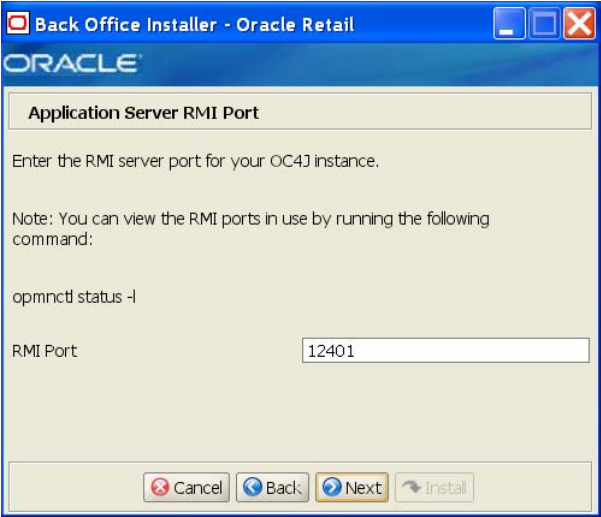 Back Office Installer - Oracle Retail
ORACLE
Application Server RMI Port
Enter the RMI server port for your OC4J instance.
Note: You can view the RMI ports in use by running the following
command:
opmnctl status -l
RMI Port 12401
Cancel Back Next Install